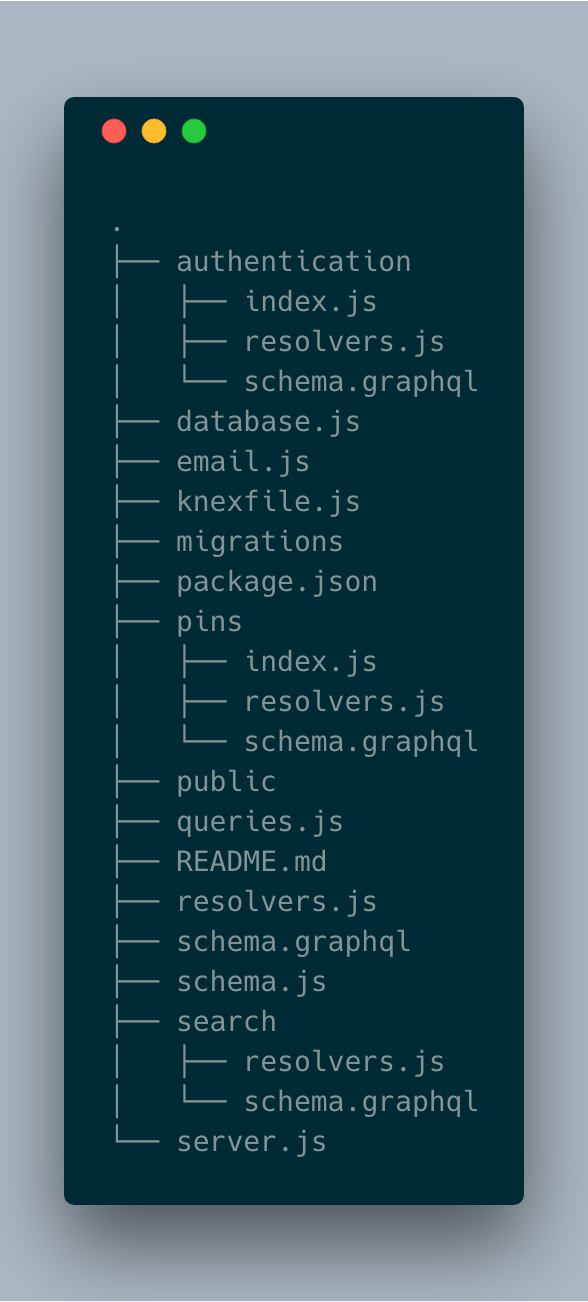 .
├── authentication
│   ├── index.js
│   ├── resolvers.js
│   └── schema.graphql
├── database.js
├── email.js
├── knexfile.js
├── migrations
├── package.json
├── pins
│   ├── index.js
│   ├── resolvers.js
│   └── schema.graphql
├── public
├── queries.js
├── README.md
├── resolvers.js
├── schema.graphql
├── schema.js
├── search
│   ├── resolvers.js
│   └── schema.graphql
└── server.js